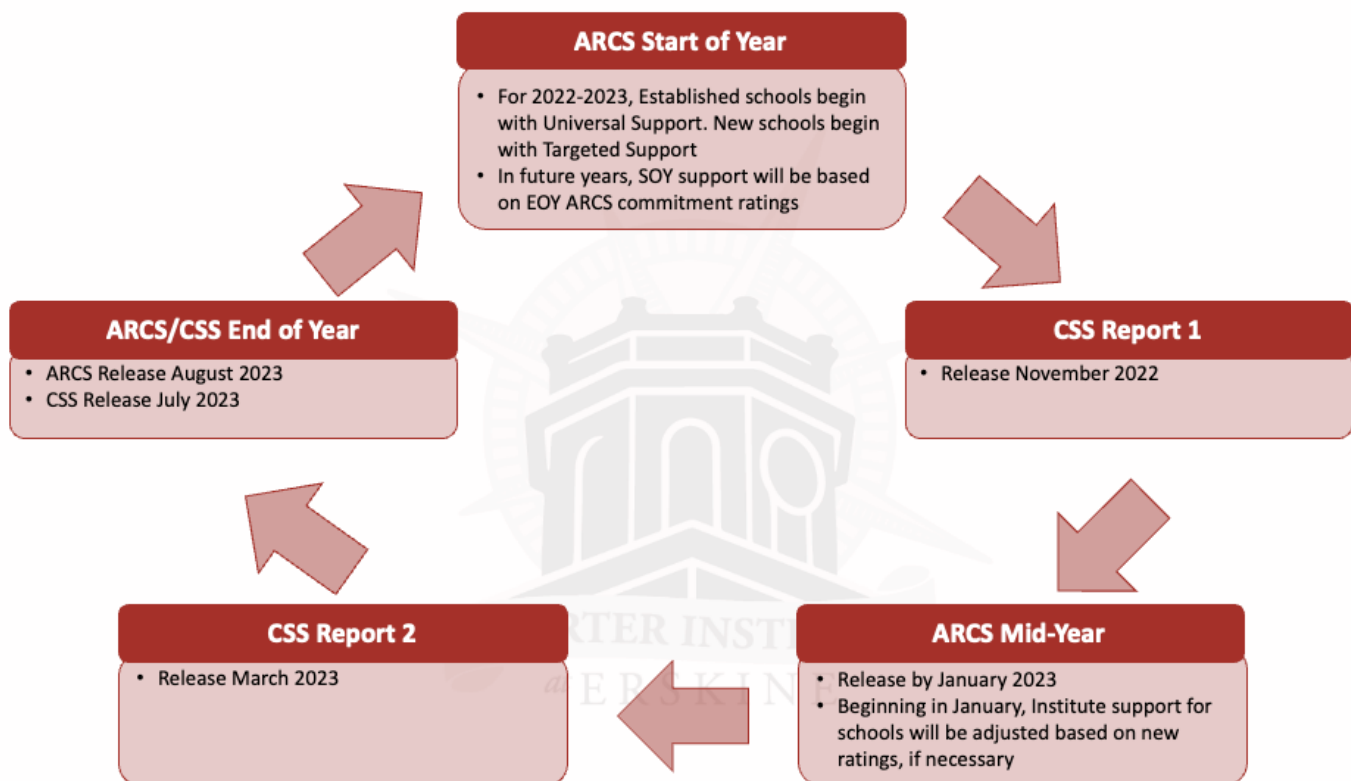 ARCS Start of Year
• For 2022-2023, Established schools begin
with Universal Support. New schools begin
with Targeted Support
• In future years, SOY support will be based
on EOY ARCS commitment ratings
CSS Report 1
• Release November 2022
ARCS Mid-Year
• Release by January 2023
• Beginning in January, Institute support for
schools will be adjusted based on new
ratings, if necessary
CSS Report 2
• Release March 2023
ARCS/CSS End of Year
• ARCS Release August 2023
• CSS Release July 2023
RTER INSTI
at ERSKINE